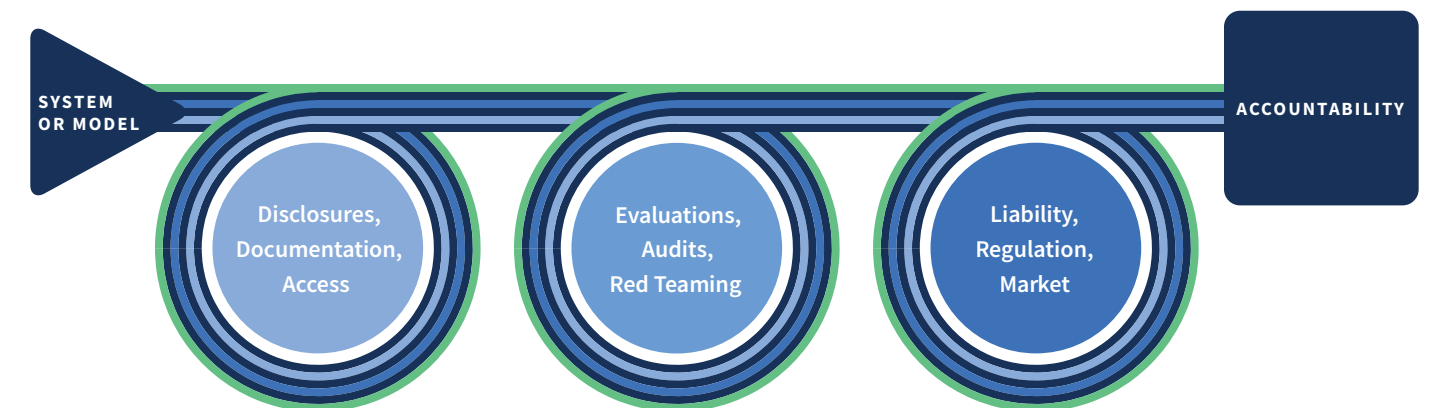 SYSTEM
OR MODEL
Disclosures,
Documentation,
Access
Evaluations,
Audits,
Red Teaming
Liability,
Regulation,
Market
ACCOUNTABILITY